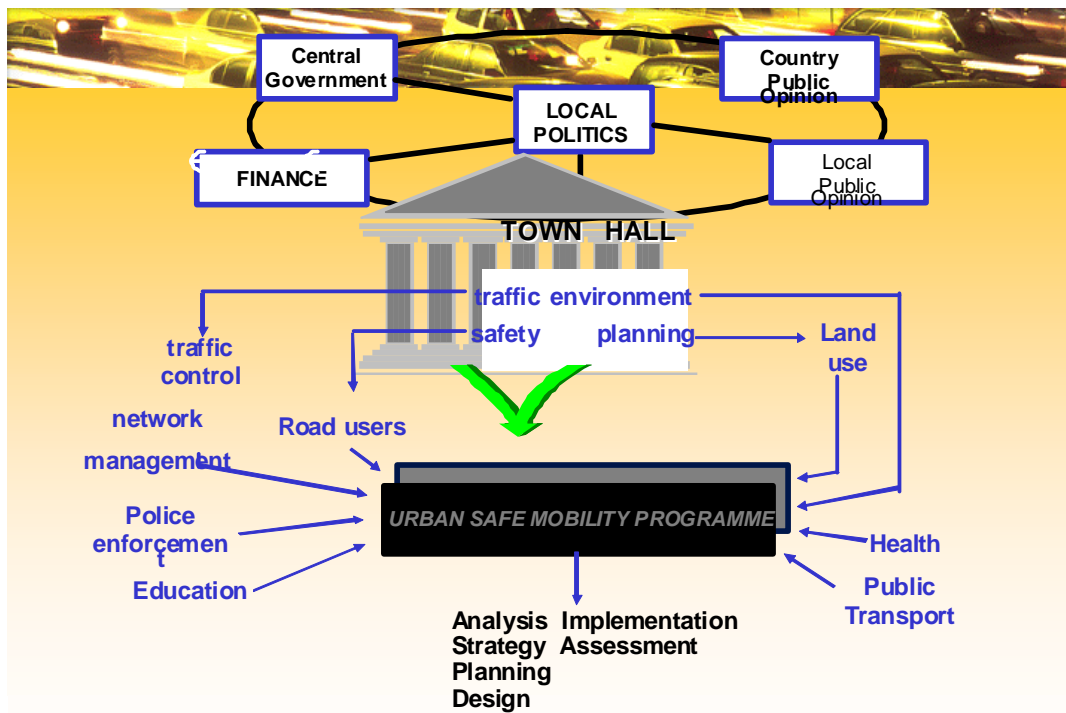 Central
Government
Country
Public
Opinion
LOCAL
POLITICS
FINANCE
Local
Public
Opinion
TOWN HALL
traffic environment
safety planning
Land
use
traffic
control
network
management
Road users
Police
enforcemen
t
Education
URBAN SAFE MOBILITY PROGRAMME
Health
Public
Transport
Analysis Implementation
Strategy Assessment
Planning
Design